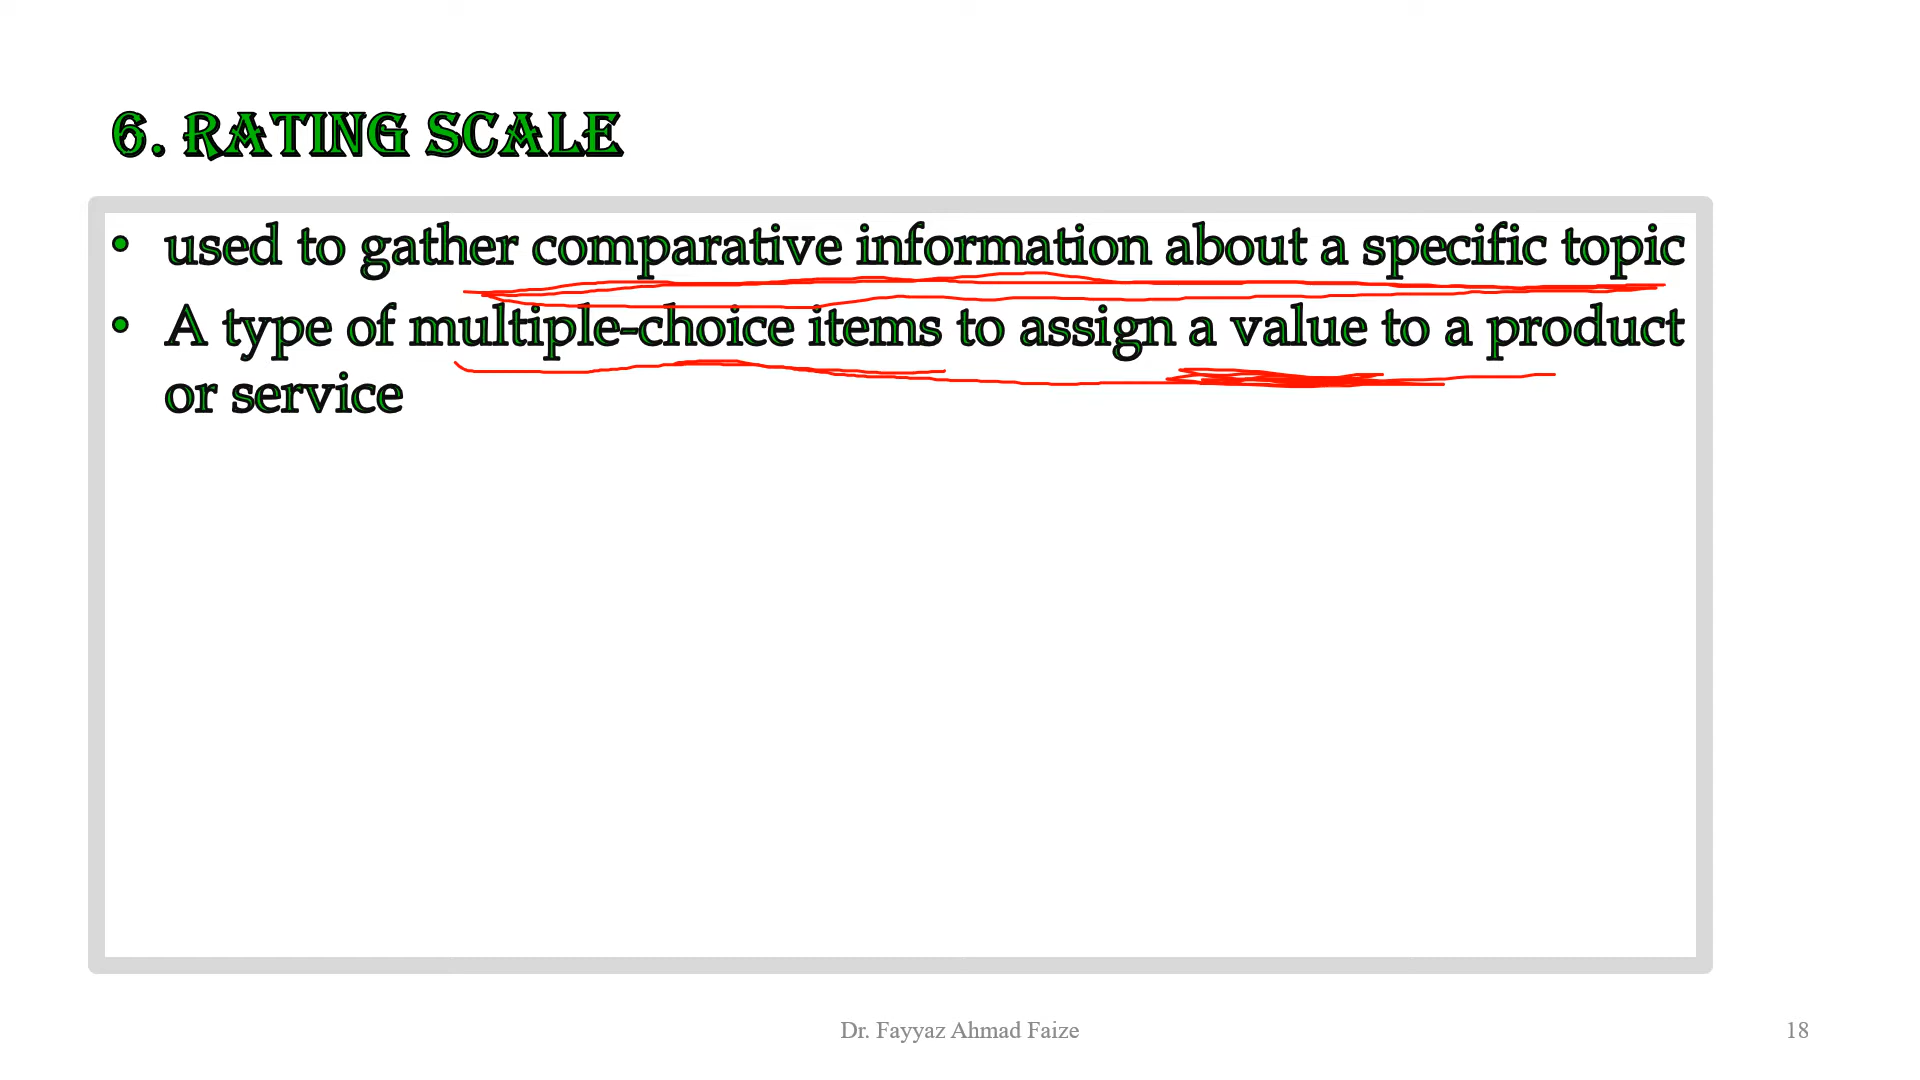 6. RATING SCALE
• used to gather comparative information about a specific topic
• A type of multiple-choice items to assign a value to a product
or service
Dr. Fayyaz Ahmad Faize
18